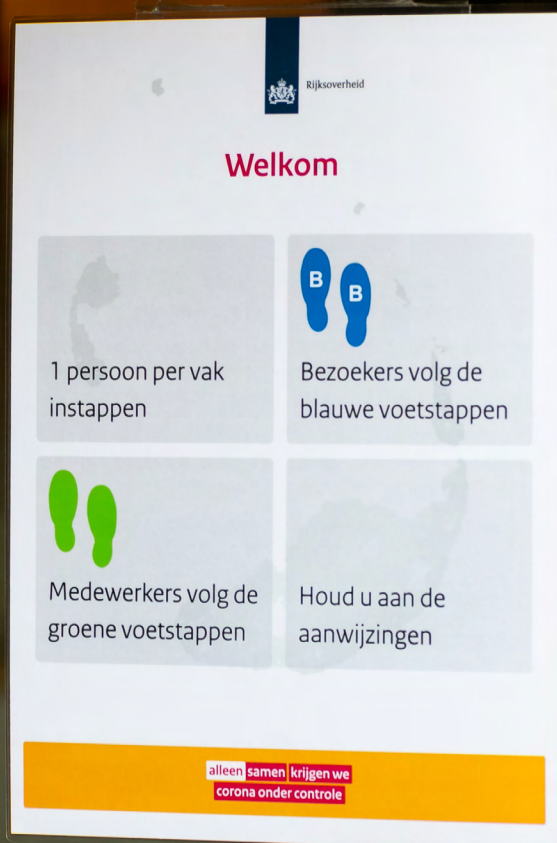 Rijksoverheid
Welkom
1 persoon per vak
instappen
B B
Bezoekers volg de
blauwe voetstappen
Medewerkers volg de
groene voetstappen
Houd u aan de
aanwijzingen
alleen samen krijgen we
corona onder controle